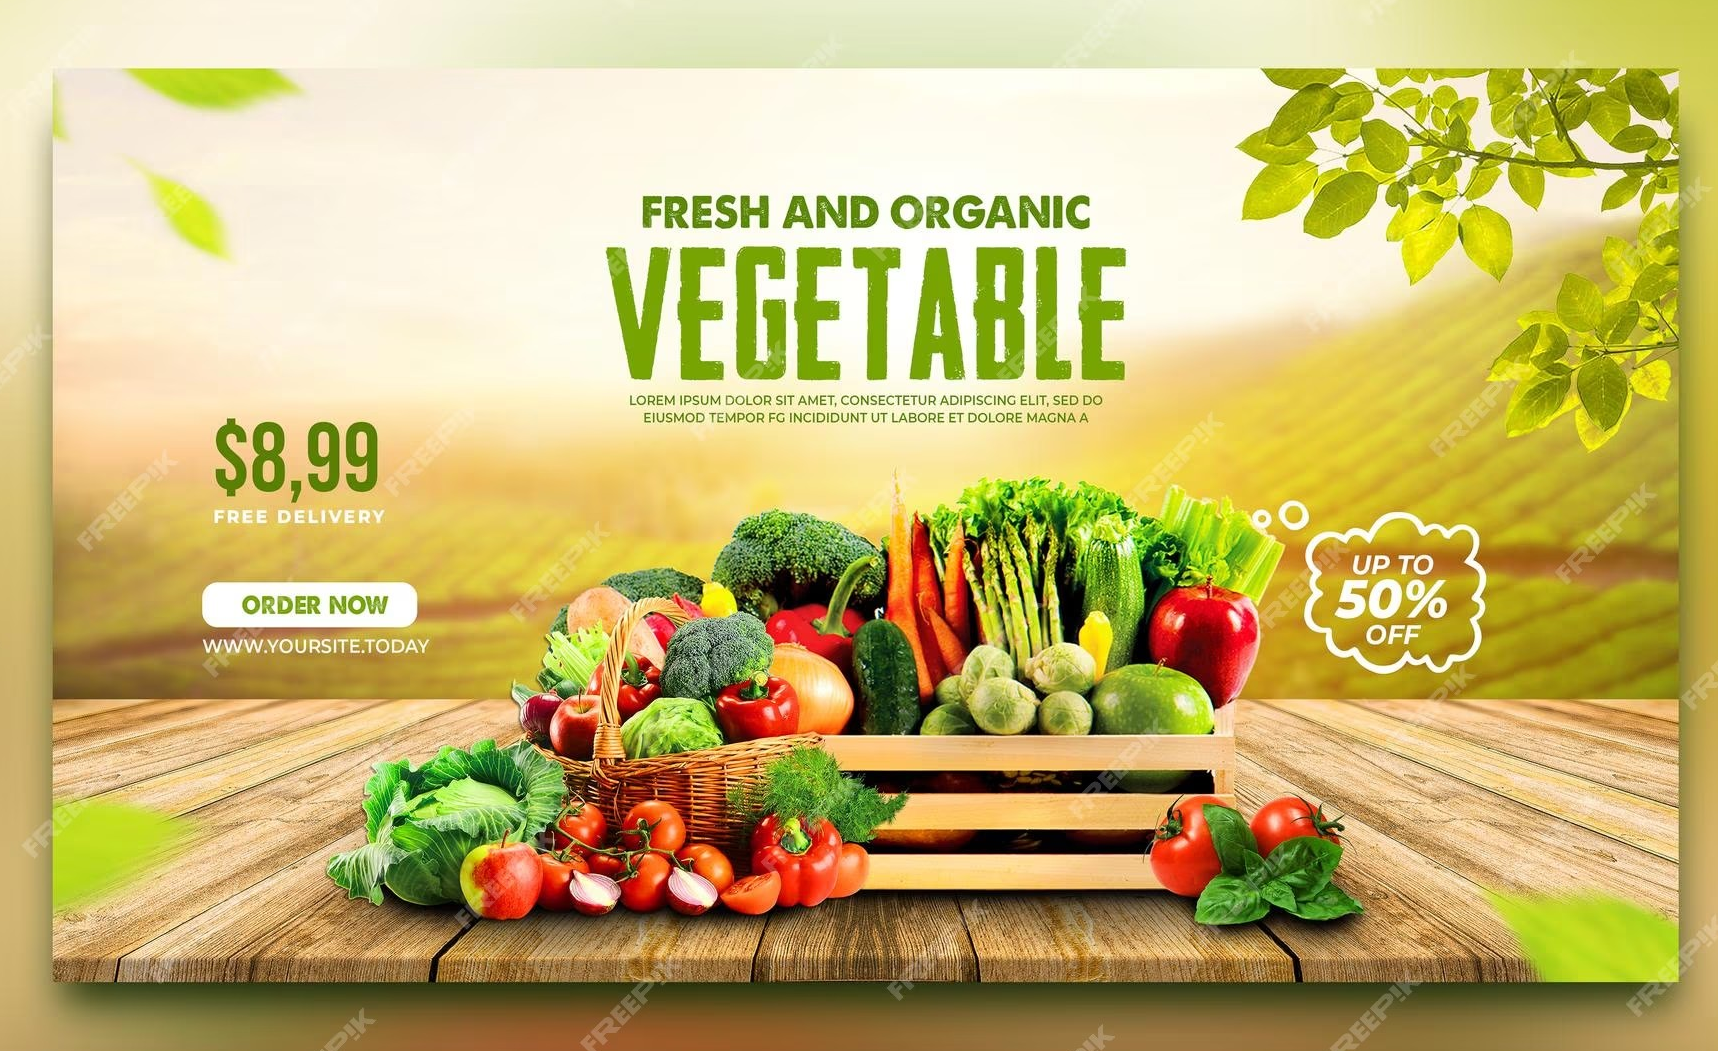 FRESH AND ORGANIC
VEGETABLE
LOREM IPSUM DOLOR SIT AMET, CONSECTETUR ADIPISCING ELIT, SED DO
EIUSMOD TEMPOR FG INCIDIDUNT UT LABORE ET DOLORE MAGNA A
$8,99
FREE DELIVERY
ORDER NOW
WWW.YOURSITE.TODAY
UP TO
50%
OFF
FREEPIK